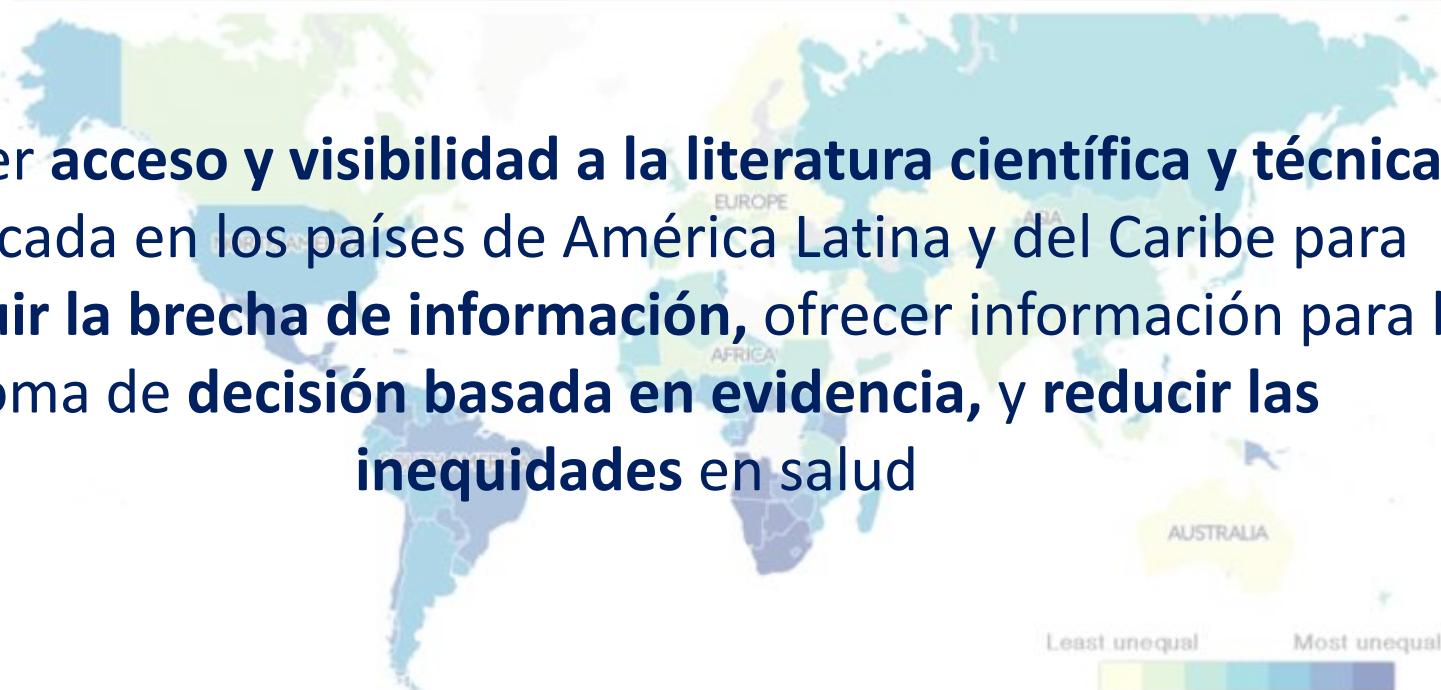 er acceso y visibilidad a la literatura científica y técnica
cada en los países de América Latina y del Caribe para
uir la brecha de información, ofrecer información para l
oma de decisión basada en evidencia, y reducir las
inequidades en salud
EUROPE
ASIA
AFRICA
AUSTRALIA
Least unequal Most unequal